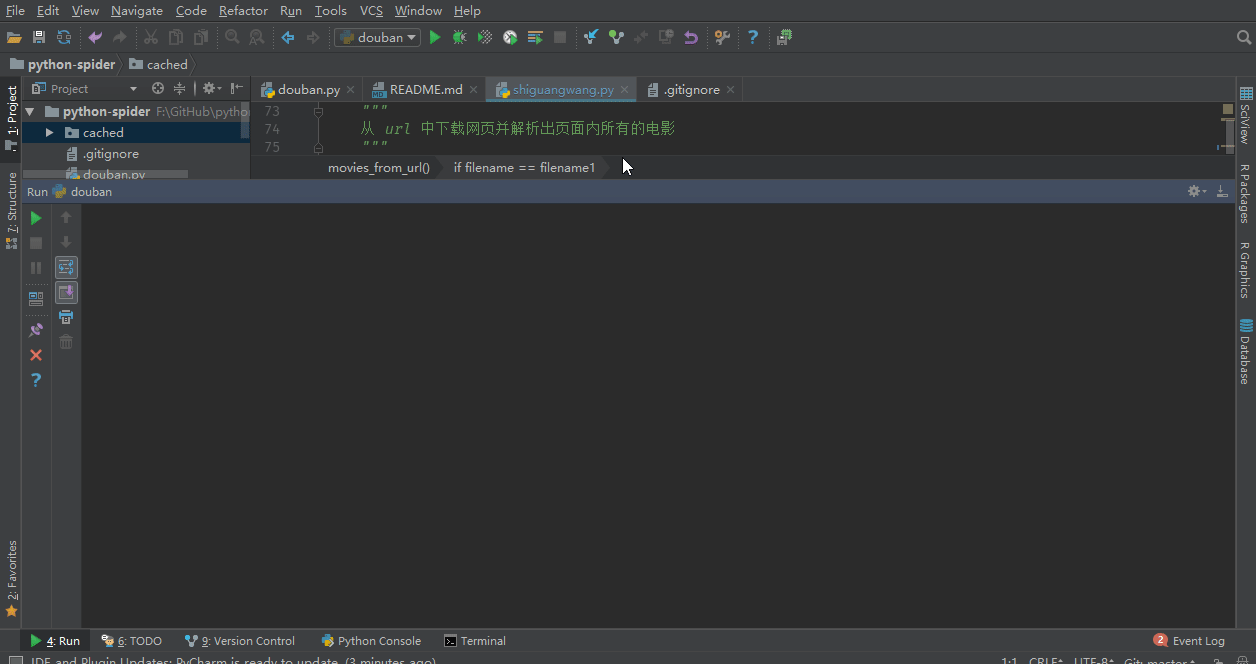 File Edit View Navigate Code Refactor Run Tools VCS Window Help
douban
python-spider cached
1: Project
Project
douban.py README.md shiguangwang.py .gitignore
python-spider F:\GitHub\pytho
cached
.gitignore
douban.py
73 """
74 从 url 中下载网页并解析出页面内所有的电影
75 """
movies_from_url() if filename == filename1
Run douban
7: Structure
2: Favorites
SciView
R Packages
R Graphics
Database
4: Run 6: TODO 9: Version Control Python Console Terminal 2 Event Log
IDE and Plugin Updates: PyCharm is ready to update. (3 minutes ago) 1:1 CRLF UTF-8 Git: master